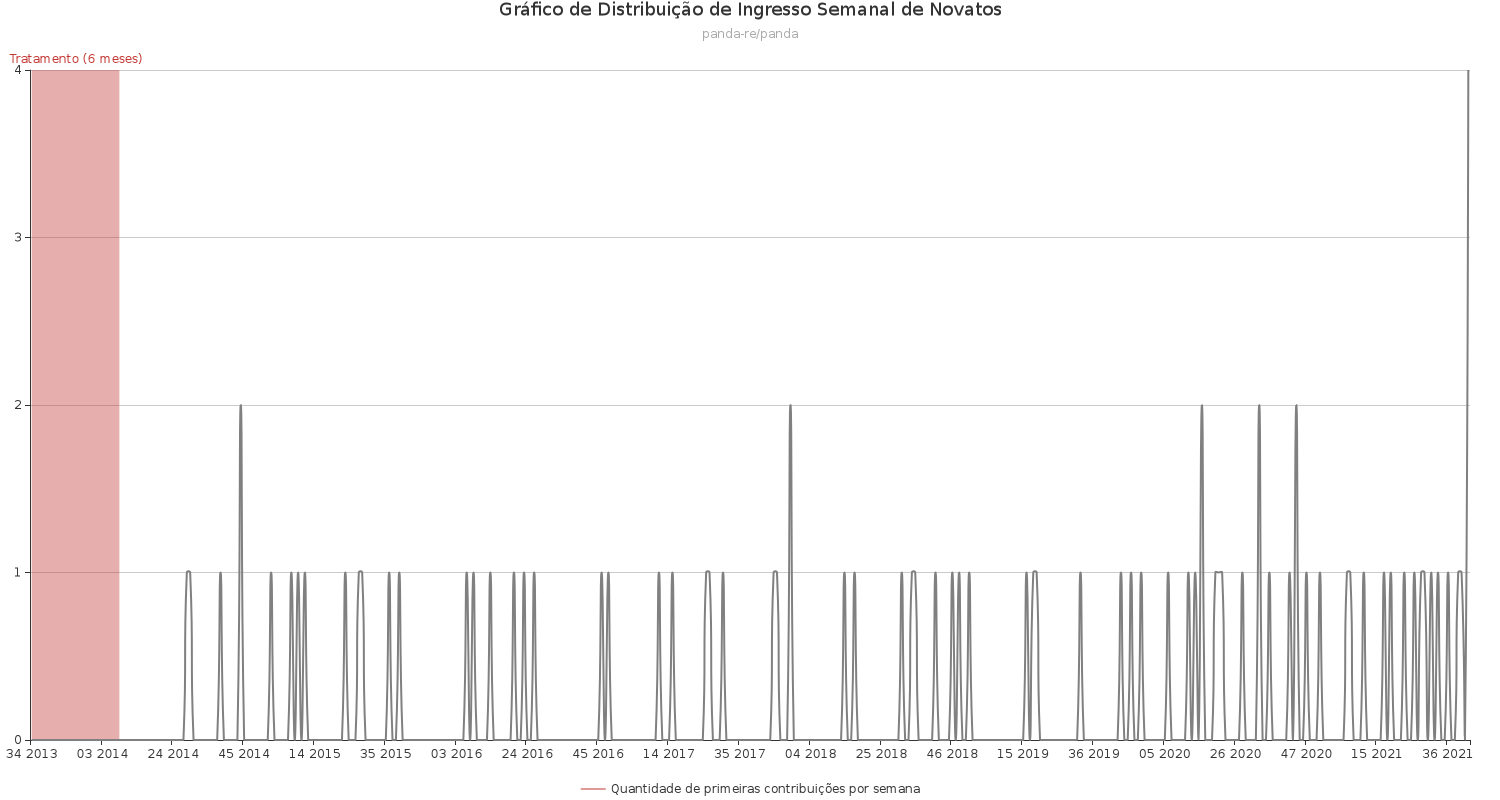 Gráfico de Distribuição de Ingresso Semanal de Novatos
panda-re/panda
Tratamento (6 meses)
4
3
2
1
0
34 2013 03 2014 24 2014 45 2014 14 2015 35 2015 03 2016 24 2016 45 2016 14 2017 35 2017 04 2018 25 2018 46 2018 15 2019 36 2019 05 2020 26 2020 47 2020 15 2021 36 2021
Quantidade de primeiras contribuições por semana